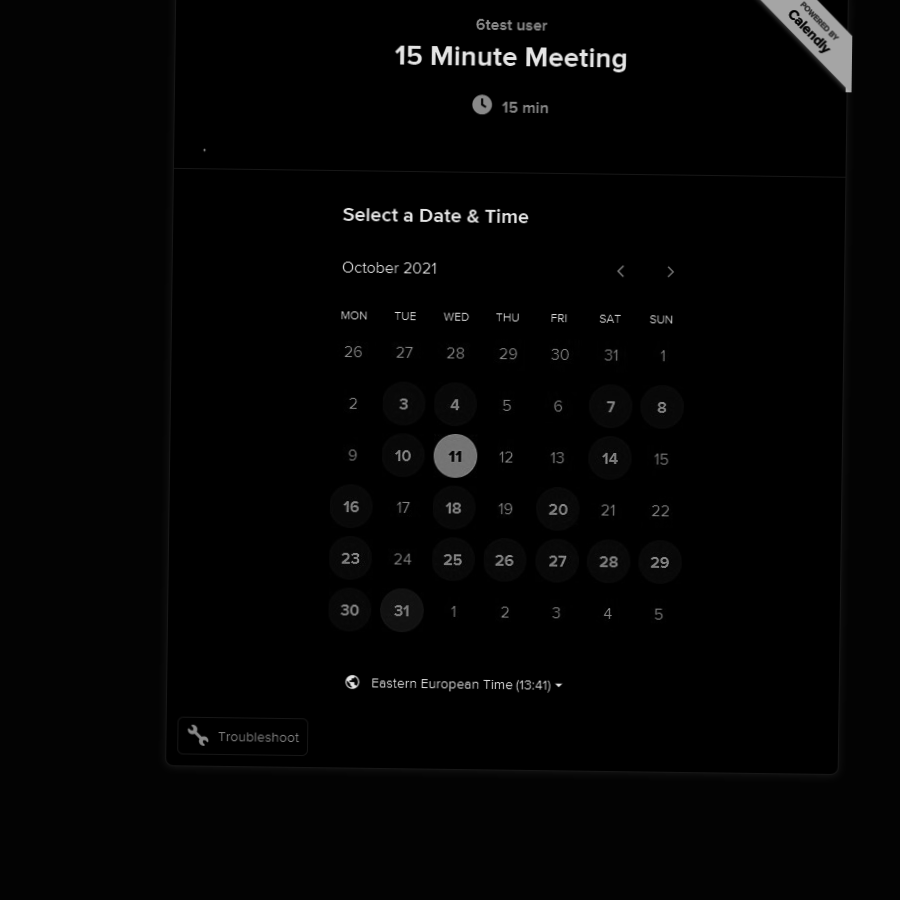 6test user
POWERED BY
Calendly
15 Minute Meeting
15 min
.
Select a Date & Time
October 2021
MON TUE WED THU FRI SAT SUN
26 27 28 29 30 31 1
2 3 4 5 6 7 8
9 10 11 12 13 14 15
16 17 18 19 20 21 22
23 24 25 26 27 28 29
30 31 1 2 3 4 5
Eastern European Time (13:41)
Troubleshoot